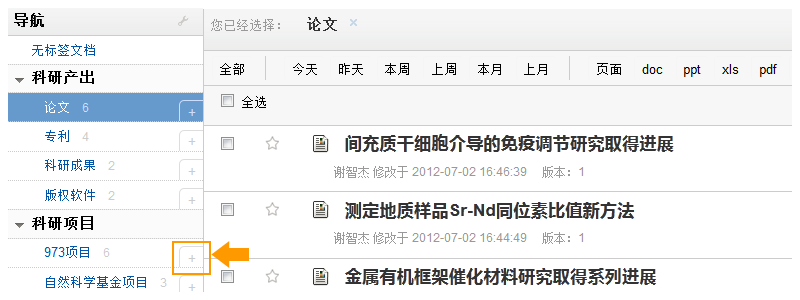 导航
无标签文档
科研产出
论文 6
专利 4
科研成果 2
版权软件 2
科研项目
973项目 6
自然科学基金项目 3
您已经选择： 论文 ×
全部 今天 昨天 本周 上周 本月 上月 页面 doc ppt xls pdf
全选
间充质干细胞介导的免疫调节研究取得进展
谢智杰 修改于 2012-07-02 16:46:39 版本：1
测定地质样品Sr-Nd同位素比值新方法
谢智杰 修改于 2012-07-02 16:44:49 版本：1
金属有机框架催化材料研究取得系列进展